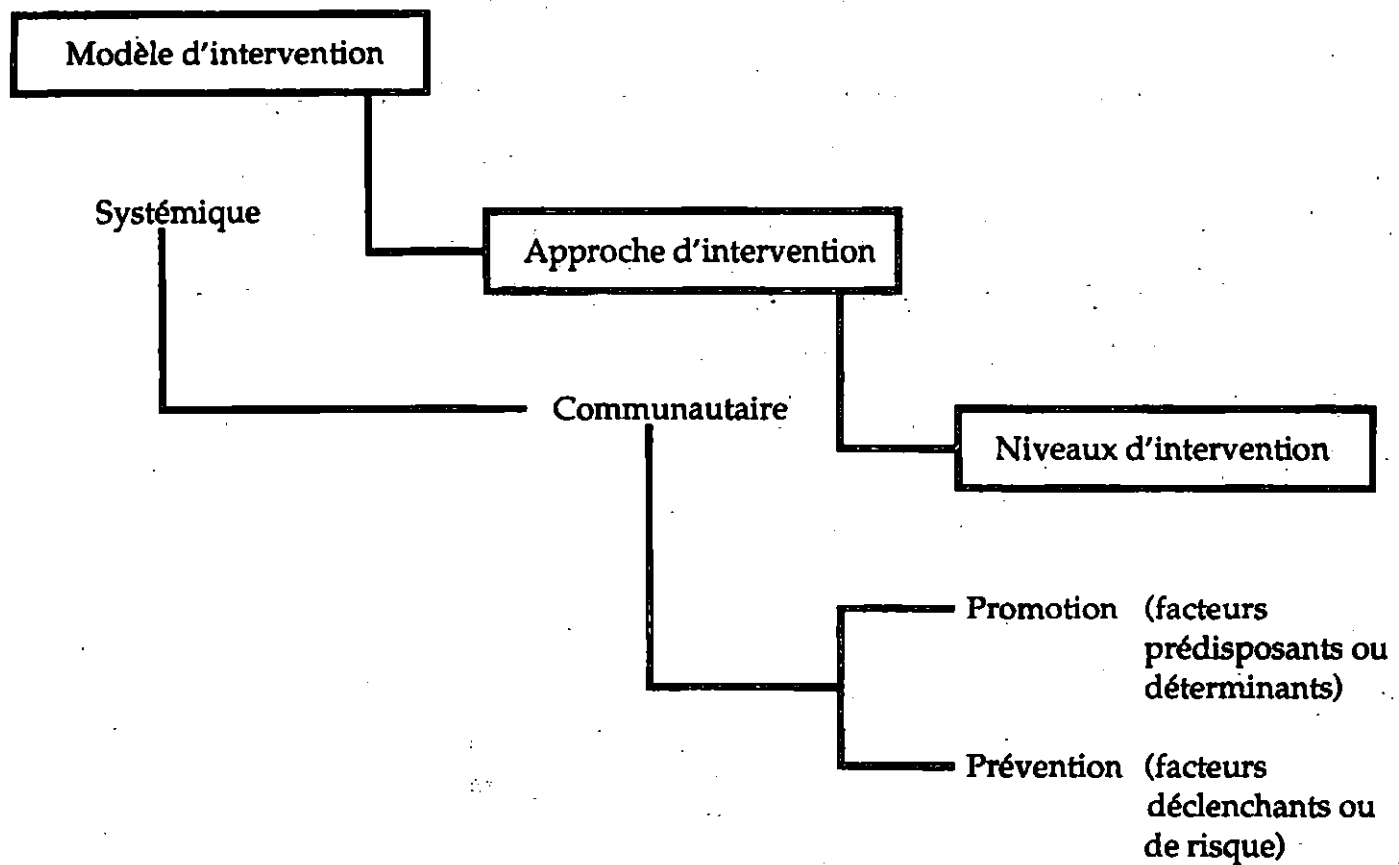 Modèle d'intervention
Systémique
Approche d'intervention
Communautaire
Niveaux d'intervention
Promotion (facteurs
prédisposants ou
déterminants)
Prévention (facteurs
déclenchants ou
de risque)